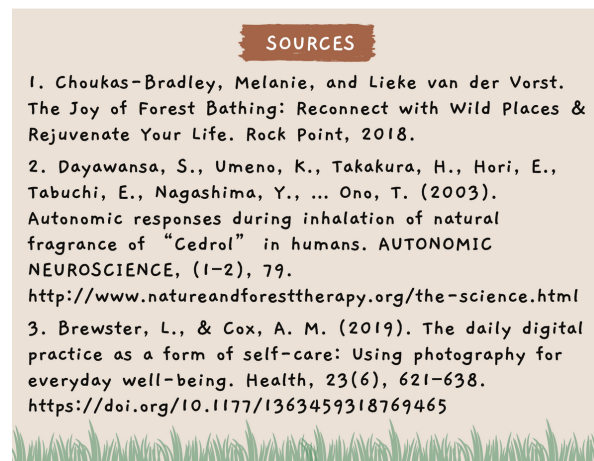 SOURCES
1. Choukas-Bradley, Melanie, and Lieke van der Vorst.
The Joy of Forest Bathing: Reconnect with Wild Places &
Rejuvenate Your Life. Rock Point, 2018.
2. Dayawansa, S., Umeno, K., Takakura, H., Hori, E.,
Tabuchi, E., Nagashima, Y., … Ono, T. (2003).
Autonomic responses during inhalation of natural
fragrance of “Cedrol” in humans. AUTONOMIC
NEUROSCIENCE, (1-2), 79.
http://www.natureandforesttherapy.org/the-science.html
3. Brewster, L., & Cox, A. M. (2019). The daily digital
practice as a form of self-care: Using photography for
everyday well-being. Health, 23(6), 621-638.
https://doi.org/10.1177/1363459318769465